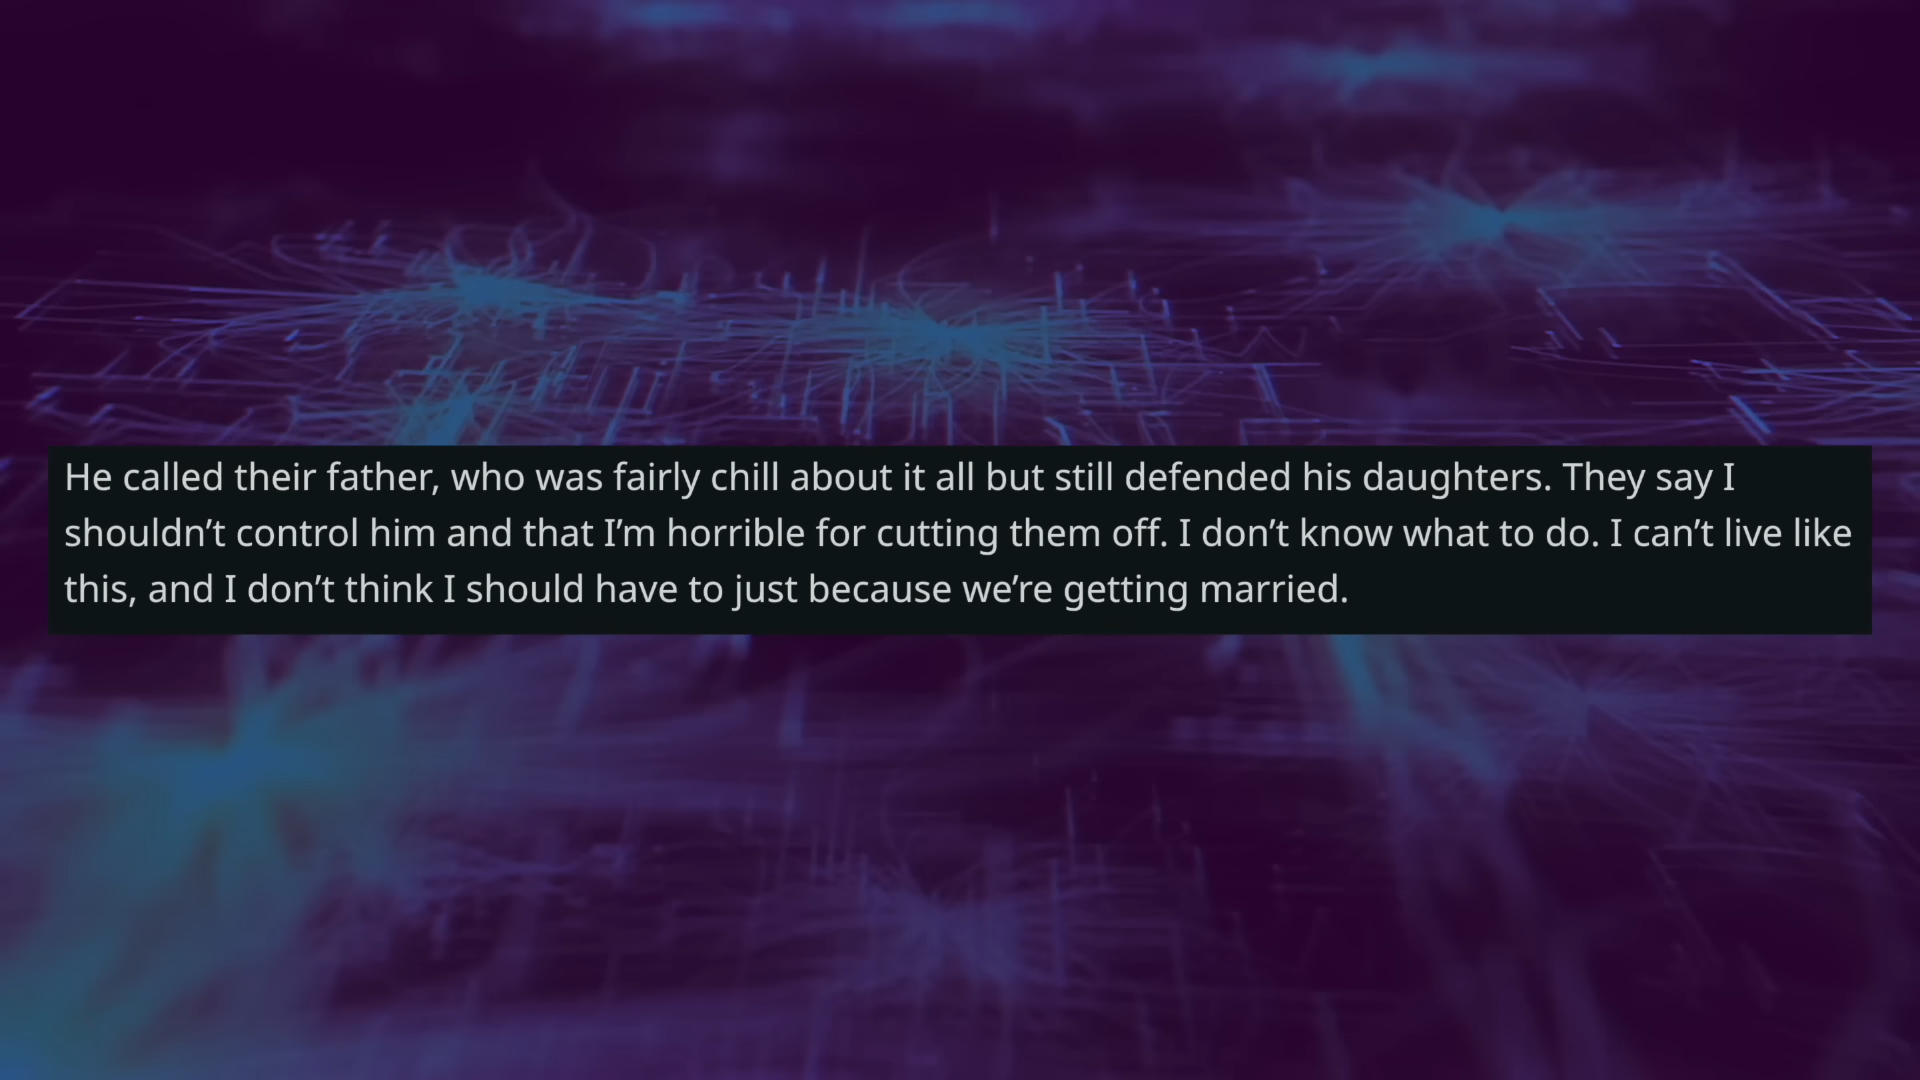 He called their father, who was fairly chill about it all but still defended his daughters. They say I
shouldn’t control him and that I’m horrible for cutting them off. I don’t know what to do. I can’t live like
this, and I don’t think I should have to just because we’re getting married.